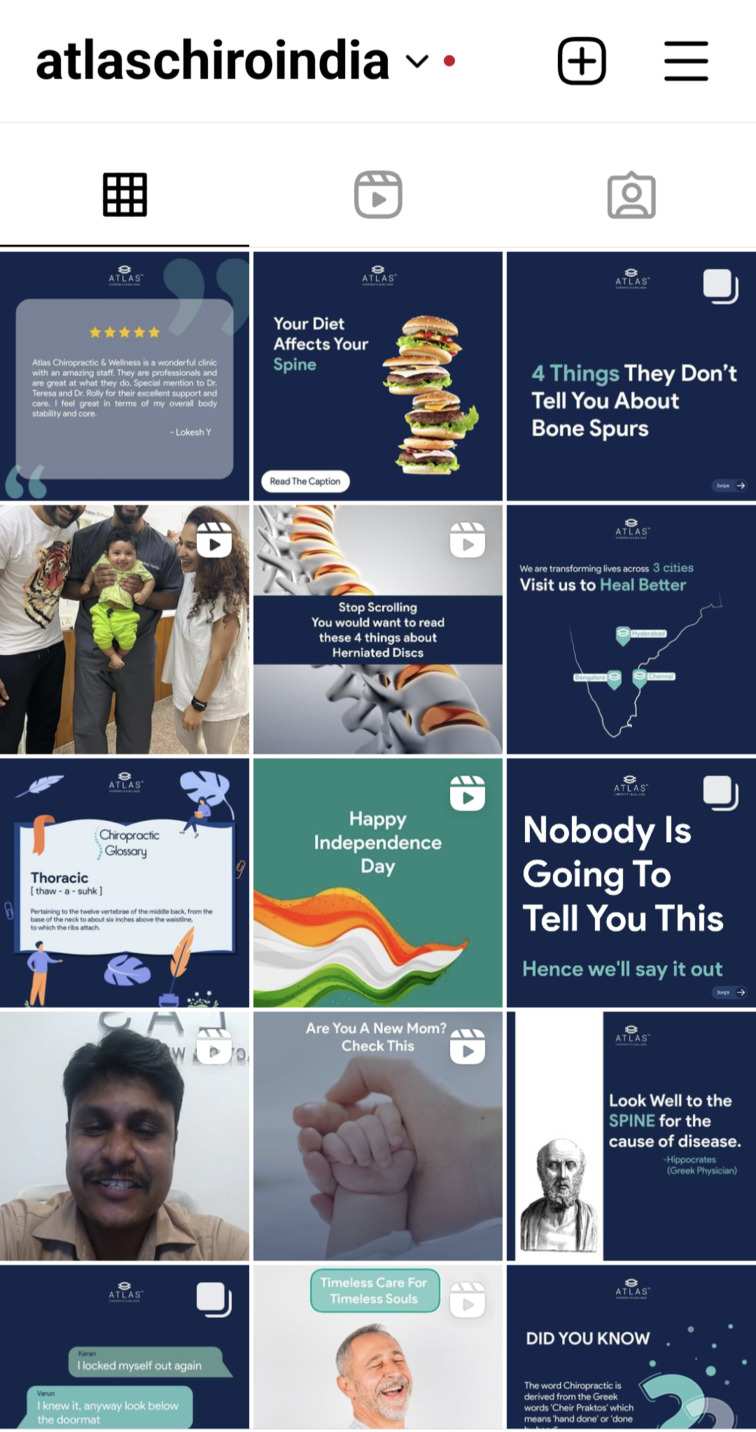 atlaschiroindia
ATLAS
Atlas Chiropractic & Wellness is a wonderful clinic
with an amazing staff. They are professionals and
are great at what they do. Special mention to Dr.
Teresa and Dr. Rolly for their excellent support and
care. I feel great in terms of my overall body
stability and core.
- Lokesh Y
ATLAS
Your Diet
Affects Your
Spine
Read The Caption
ATLAS
4 Things They Don't
Tell You About
Bone Spurs
Swipe
Stop Scrolling
You would want to read
these 4 things about
Herniated Discs
ATLAS
We are transforming lives across 3 cities
Visit us to Heal Better
Hyderabad
Bengaluru
Chennai
ATLAS
Chiropractic
Glossary
Thoracic
[ thaw - a - suhk ]
Pertaining to the twelve vertebrae of the middle back, from the
base of the neck to about six inches above the waistline,
to which the ribs attach.
Happy
Independence
Day
ATLAS
Nobody Is
Going To
Tell You This
Hence we'll say it out
Swipe
Are You A New Mom?
Check This
ATLAS
Look Well to the
SPINE for the
cause of disease.
-Hippocrates
(Greek Physician)
ATLAS
Karan
I locked myself out again
Varun
I knew it, anyway look below
the doormat
Timeless Care For
Timeless Souls
ATLAS
DID YOU KNOW
The word Chiropractic is
derived from the Greek
words 'Cheir Praktos' which
means 'hand done' or 'done